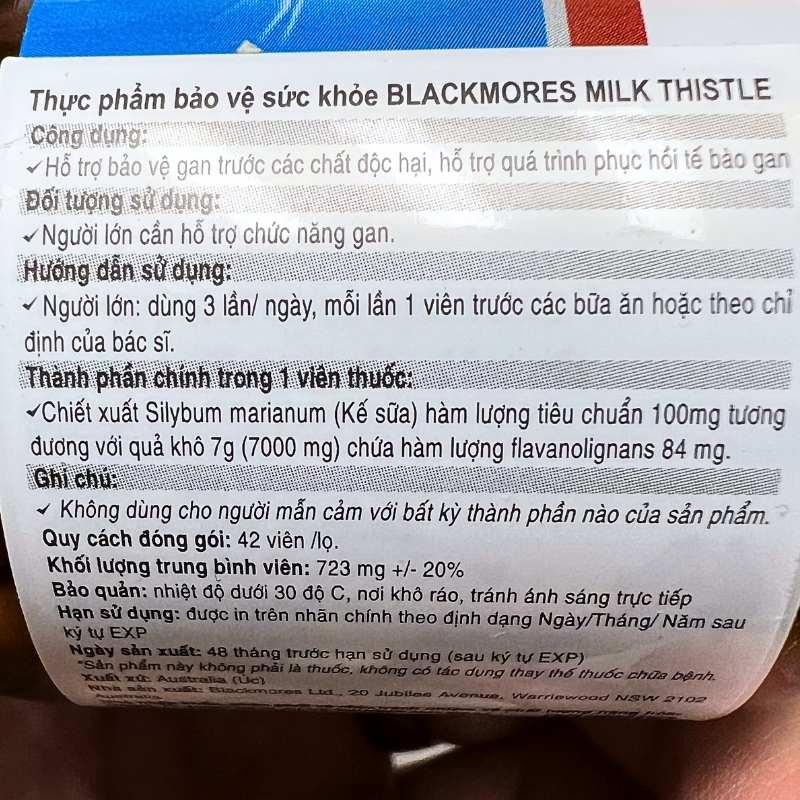 Thực phẩm bảo vệ sức khỏe BLACKMORES MILK THISTLE
Công dụng:
✓Hỗ trợ bảo vệ gan trước các chất độc hại, hỗ trợ quá trình phục hồi tế bào gan
Đối tượng sử dụng:
✓Người lớn cần hỗ trợ chức năng gan.
Hướng dẫn sử dụng:
✓ Người lớn: dùng 3 lần/ ngày, mỗi lần 1 viên trước các bữa ăn hoặc theo chỉ
định của bác sĩ.
Thành phần chính trong 1 viên thuốc:
✓Chiết xuất Silybum marianum (Kế sữa) hàm lượng tiêu chuẩn 100mg tương
đương với quả khô 7g (7000 mg) chứa hàm lượng flavanolignans 84 mg.
Ghi chú:
✓ Không dùng cho người mẫn cảm với bất kỳ thành phần nào của sản phẩm.
Quy cách đóng gói: 42 viên /lọ.
Khối lượng trung bình viên: 723 mg +/- 20%
Bảo quản: nhiệt độ dưới 30 độ C, nơi khô ráo, tránh ánh sáng trực tiếp
Hạn sử dụng: được in trên nhãn chính theo định dạng Ngày/Tháng/ Năm sau
ký tự EXP
Ngày sản xuất: 48 tháng trước hạn sử dụng (sau ký tự EXP)
*Sản phẩm này không phải là thuốc, không có tác dụng thay thế thuốc chữa bệnh.
Xuất xứ: Australia (Úc)
Nhà sản xuất: Blackmores Ltd., 20 Jubilee Avenue, Warriewood NSW 2102
Australia